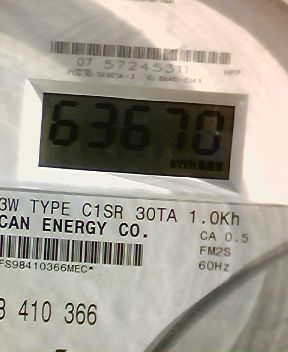 07 57245311
63670
kWh
3W TYPE C1SR 30TA 1.0Kh
CAN ENERGY CO.
CA 0.5
FM2S
60Hz
FS98410366MEC*
410 366